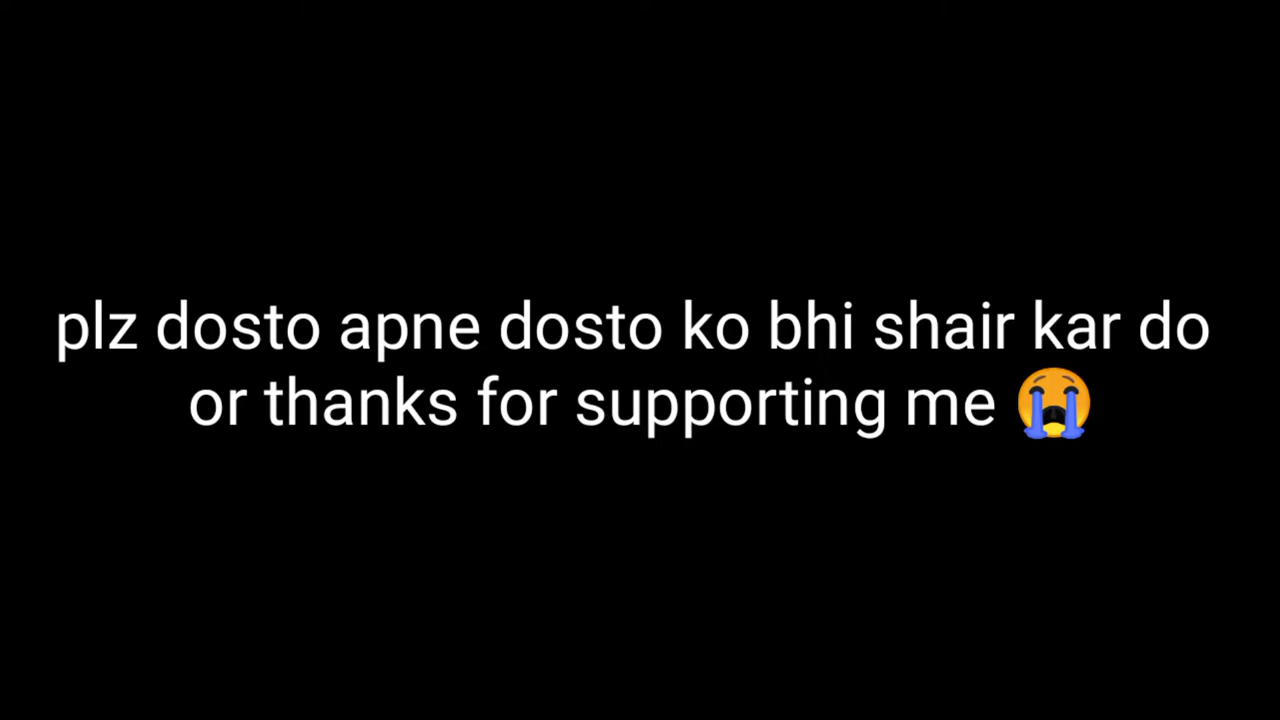 plz dosto apne dosto ko bhi shair kar do
or thanks for supporting me 😭